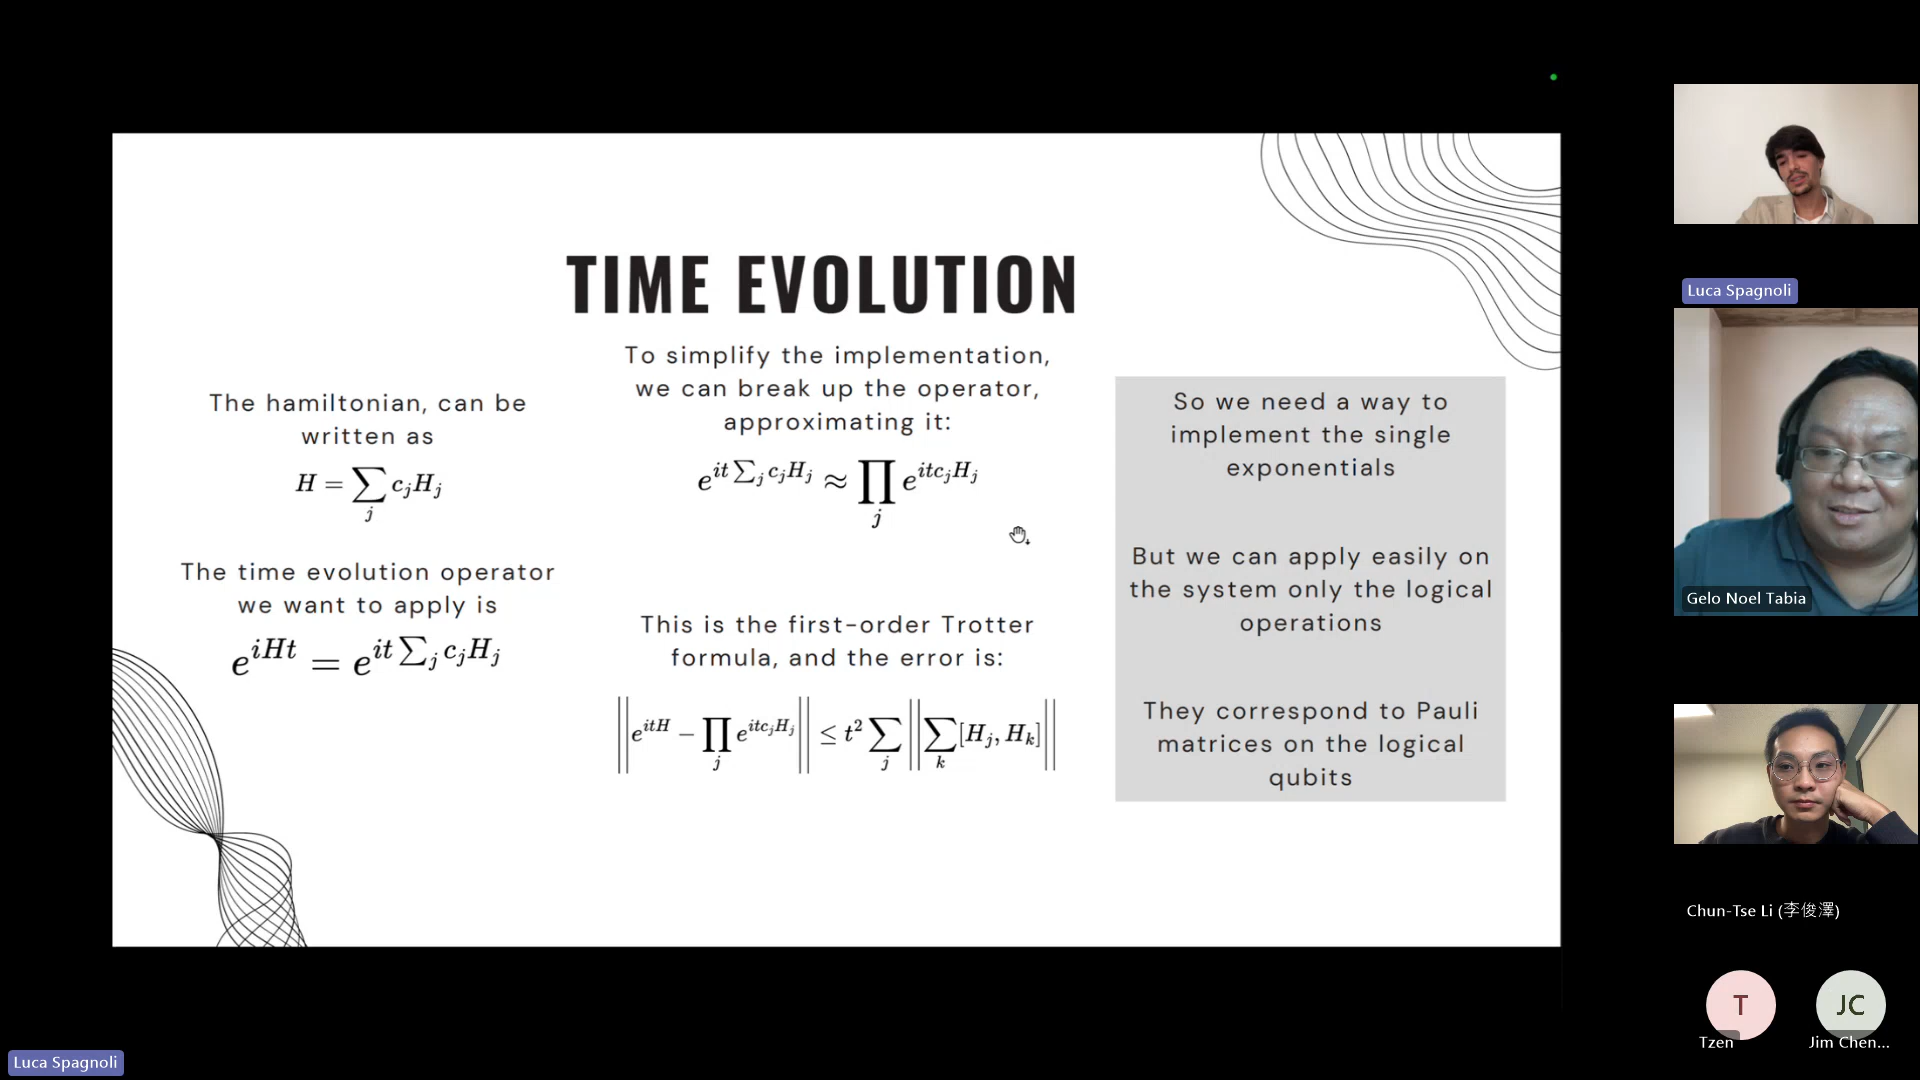 TIME EVOLUTION
The hamiltonian, can be
written as
H = ∑_j c_j H_j
The time evolution operator
we want to apply is
e^{iHt} = e^{it ∑_j c_j H_j}
To simplify the implementation,
we can break up the operator,
approximating it:
e^{it ∑_j c_j H_j} ≈ ∏_j e^{itc_j H_j}
This is the first-order Trotter
formula, and the error is:
||e^{itH} − ∏_j e^{itc_j H_j}|| ≤ t² ∑_j ||∑_k [H_j, H_k]||
So we need a way to
implement the single
exponentials
But we can apply easily on
the system only the logical
operations
They correspond to Pauli
matrices on the logical
qubits
Luca Spagnoli
Gelo Noel Tabia
Chun-Tse Li (李俊澤)
T
JC
Tzen
Jim Chen...
Luca Spagnoli